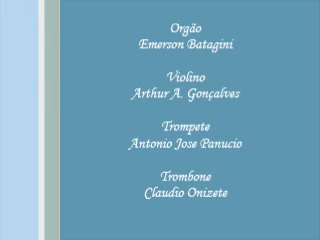 Orgão
Emerson Batagini
Violino
Arthur A. Gonçalves
Trompete
Antonio Jose Panucio
Trombone
Claudio Onizete